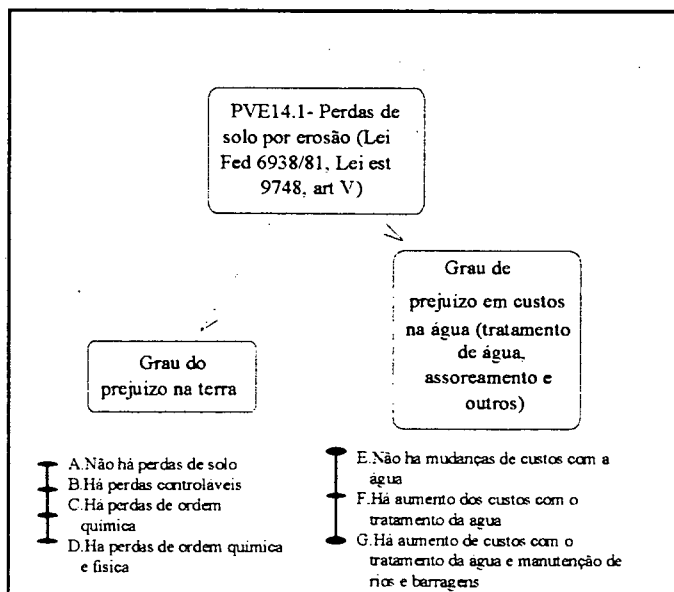 PVE14.1- Perdas de
solo por erosão (Lei
Fed 6938/81, Lei est
9748, art V)
Grau de
prejuizo em custos
na água (tratamento
de água,
assoreamento e
outros)
Grau do
prejuizo na terra
A.Não há perdas de solo
B.Há perdas controláveis
C.Há perdas de ordem
quimica
D.Ha perdas de ordem quimica
e fisica
E.Não ha mudanças de custos com a
água
F.Há aumento dos custos com o
tratamento da agua
G.Há aumento de custos com o
tratamento da água e manutenção de
rios e barragens